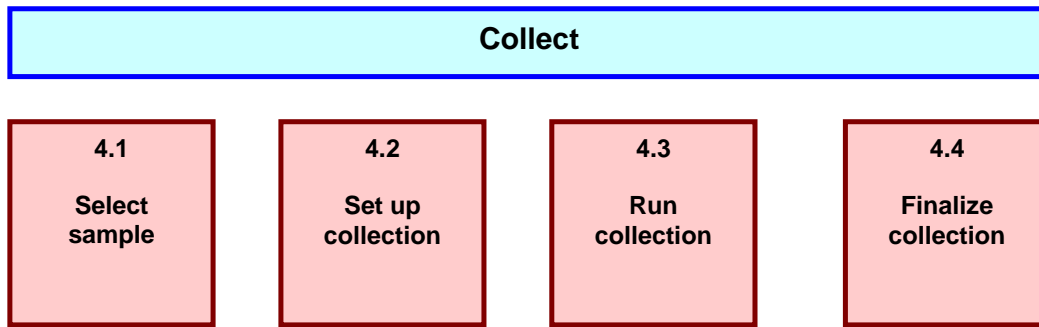 Collect
4.1
Select
sample
4.2
Set up
collection
4.3
Run
collection
4.4
Finalize
collection